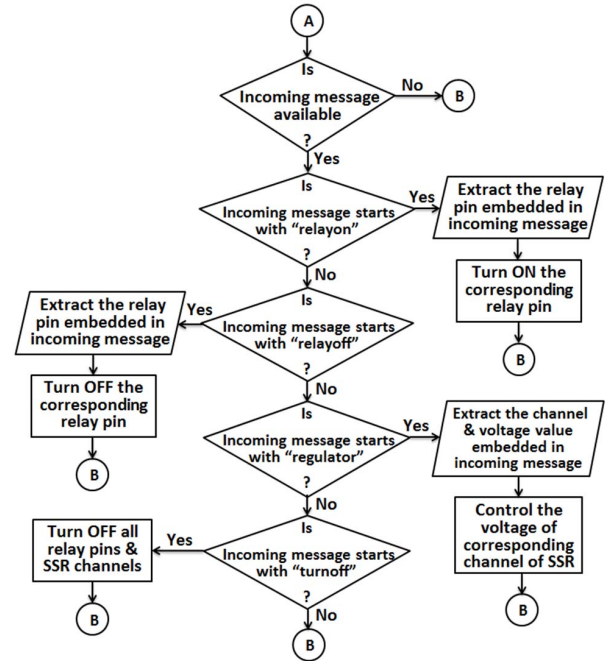 A
Is
Incoming message
available
?
No
B
Yes
Is
Incoming message starts
with “relayon”
?
Yes
Extract the relay
pin embedded in
incoming message
Turn ON the
corresponding
relay pin
B
No
Is
Incoming message starts
with “relayoff”
?
Yes
Extract the relay
pin embedded in
incoming message
Turn OFF the
corresponding
relay pin
B
No
Is
Incoming message starts
with “regulator”
?
Yes
Extract the channel
& voltage value
embedded in
incoming message
Control the
voltage of
corresponding
channel of SSR
B
No
Is
Incoming message starts
with “turnoff”
?
Yes
Turn OFF all
relay pins &
SSR channels
B
No
B